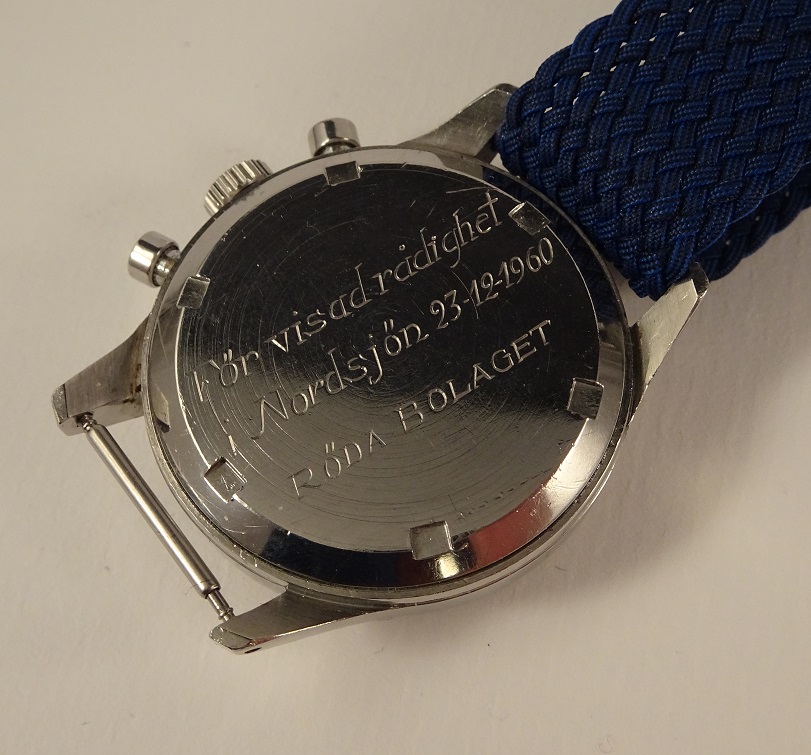 För visad rådighet
i Nordsjön 23-12-1960
RÖDA BOLAGET